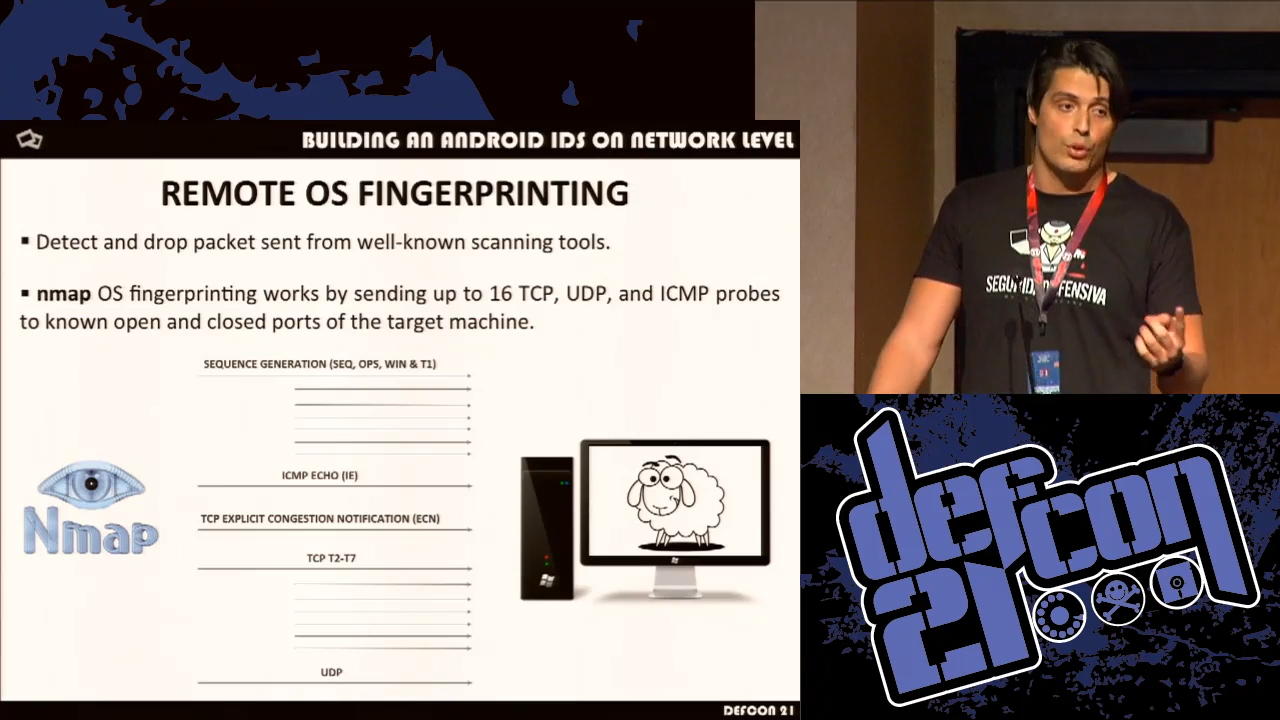 BUILDING AN ANDROID IDS ON NETWORK LEVEL
REMOTE OS FINGERPRINTING
▪ Detect and drop packet sent from well-known scanning tools.
▪ nmap OS fingerprinting works by sending up to 16 TCP, UDP, and ICMP probes
to known open and closed ports of the target machine.
SEQUENCE GENERATION (SEQ, OPS, WIN & T1)
ICMP ECHO (IE)
TCP EXPLICIT CONGESTION NOTIFICATION (ECN)
TCP T2-T7
UDP
Nmap
DEFCON 21
defcon
21